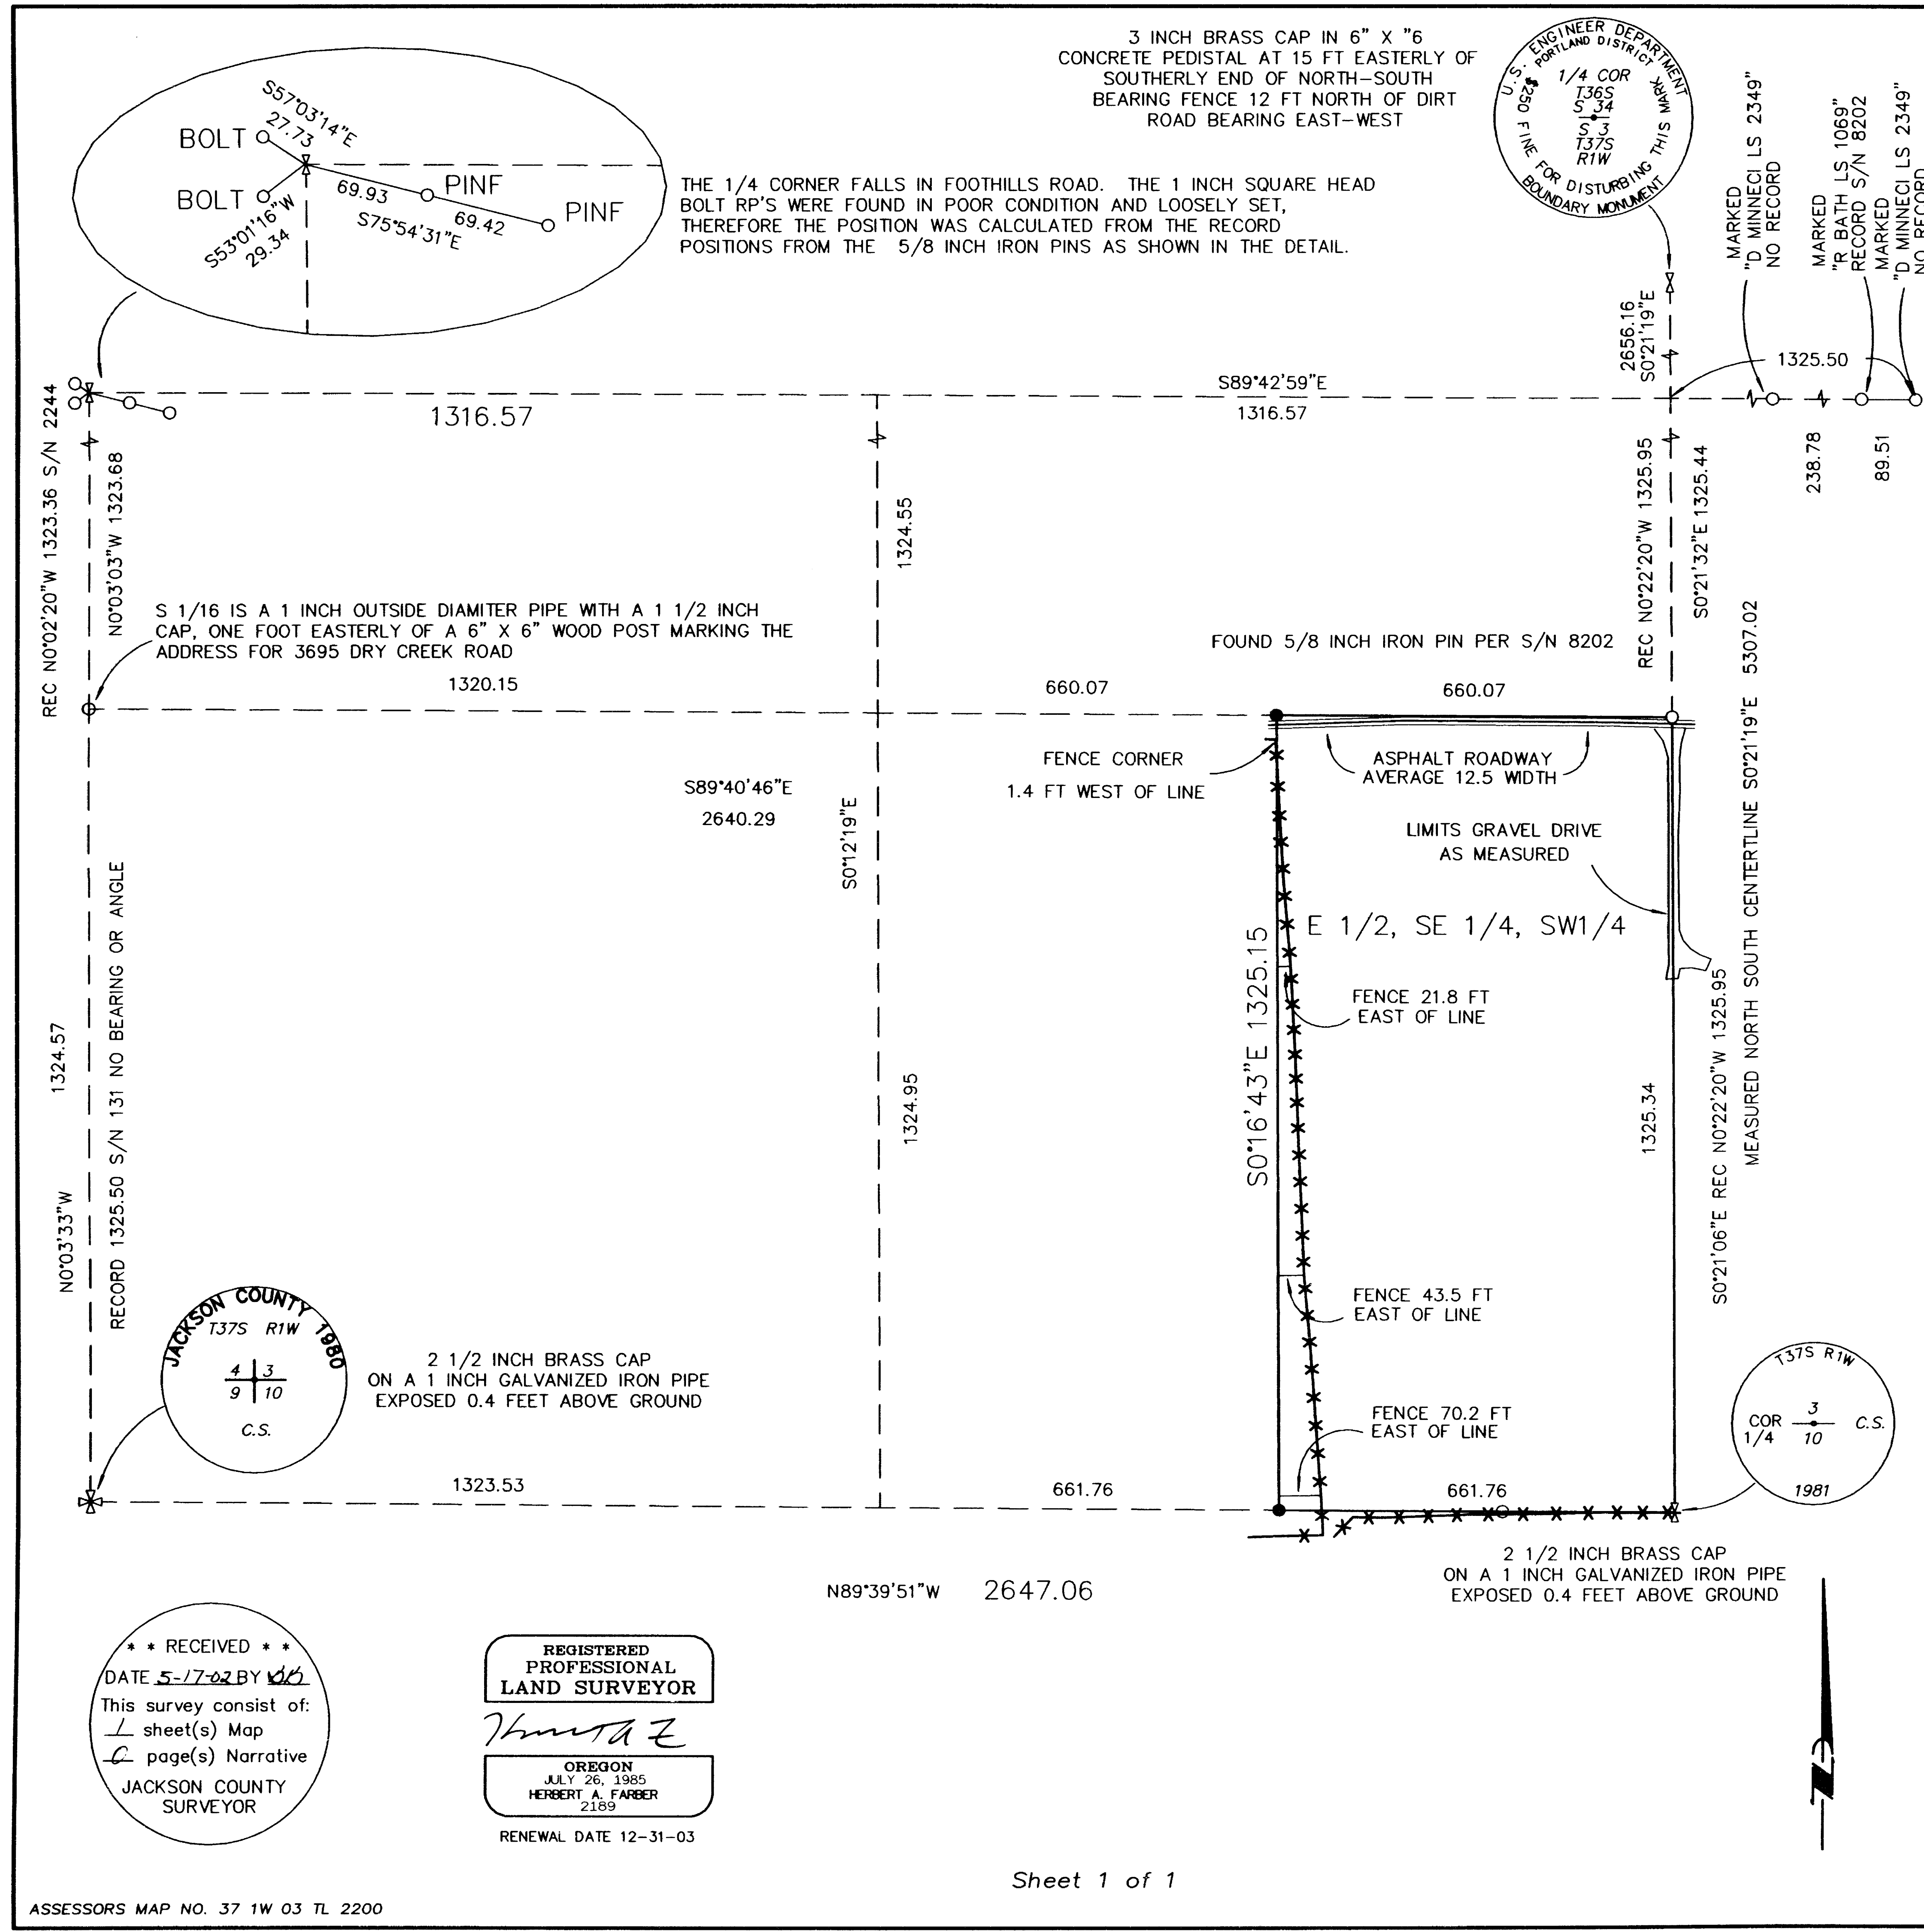 3 INCH BRASS CAP IN 6" X "6
CONCRETE PEDISTAL AT 15 FT EASTERLY OF
SOUTHERLY END OF NORTH-SOUTH
BEARING FENCE 12 FT NORTH OF DIRT
ROAD BEARING EAST-WEST
U.S. ENGINEER DEPARTMENT
PORTLAND DISTRICT
1/4 COR
T36S
S 34
S 3
T37S
R1W
$250 FINE FOR DISTURBING THIS MARK
BOUNDARY MONUMENT
MARKED
"D MINNECI LS 2349"
NO RECORD
MARKED
"R BATH LS 1069"
RECORD S/N 8202
MARKED
"D MINNECI LS 2349"
NO RECORD
S57°03'14"E
27.73
BOLT
BOLT
S53°01'16"W
29.34
69.93
PINF
S75°54'31"E
69.42
PINF
THE 1/4 CORNER FALLS IN FOOTHILLS ROAD. THE 1 INCH SQUARE HEAD
BOLT RP'S WERE FOUND IN POOR CONDITION AND LOOSELY SET,
THEREFORE THE POSITION WAS CALCULATED FROM THE RECORD
POSITIONS FROM THE 5/8 INCH IRON PINS AS SHOWN IN THE DETAIL.
2656.16
S0°21'19"E
1325.50
238.78
89.51
S89°42'59"E
1316.57
1316.57
REC N0°02'20"W 1323.36 S/N 2244
N0°03'03"W 1323.68
1324.55
REC N0°22'20"W 1325.95
S0°21'32"E 1325.44
S 1/16 IS A 1 INCH OUTSIDE DIAMITER PIPE WITH A 1 1/2 INCH
CAP, ONE FOOT EASTERLY OF A 6" X 6" WOOD POST MARKING THE
ADDRESS FOR 3695 DRY CREEK ROAD
FOUND 5/8 INCH IRON PIN PER S/N 8202
1320.15
660.07
660.07
FENCE CORNER
1.4 FT WEST OF LINE
ASPHALT ROADWAY
AVERAGE 12.5 WIDTH
S89°40'46"E
2640.29
S0°12'19"E
LIMITS GRAVEL DRIVE
AS MEASURED
MEASURED NORTH SOUTH CENTERTLINE S0°21'19"E 5307.02
E 1/2, SE 1/4, SW1/4
S0°16'43"E 1325.15
FENCE 21.8 FT
EAST OF LINE
1324.57
N0°03'33"W
RECORD 1325.50 S/N 131 NO BEARING OR ANGLE
1324.95
1325.34
S0°21'06"E REC N0°22'20"W 1325.95
FENCE 43.5 FT
EAST OF LINE
JACKSON COUNTY 1980
T37S R1W
4 3
9 10
C.S.
2 1/2 INCH BRASS CAP
ON A 1 INCH GALVANIZED IRON PIPE
EXPOSED 0.4 FEET ABOVE GROUND
FENCE 70.2 FT
EAST OF LINE
T37S R1W
COR 3 C.S.
1/4 10
1981
1323.53
661.76
661.76
2 1/2 INCH BRASS CAP
ON A 1 INCH GALVANIZED IRON PIPE
EXPOSED 0.4 FEET ABOVE GROUND
N89°39'51"W 2647.06
* * RECEIVED * *
DATE 5-17-02 BY
This survey consist of:
1 sheet(s) Map
0 page(s) Narrative
JACKSON COUNTY
SURVEYOR
REGISTERED
PROFESSIONAL
LAND SURVEYOR
OREGON
JULY 26, 1985
HERBERT A. FARBER
2189
RENEWAL DATE 12-31-03
N
Sheet 1 of 1
ASSESSORS MAP NO. 37 1W 03 TL 2200